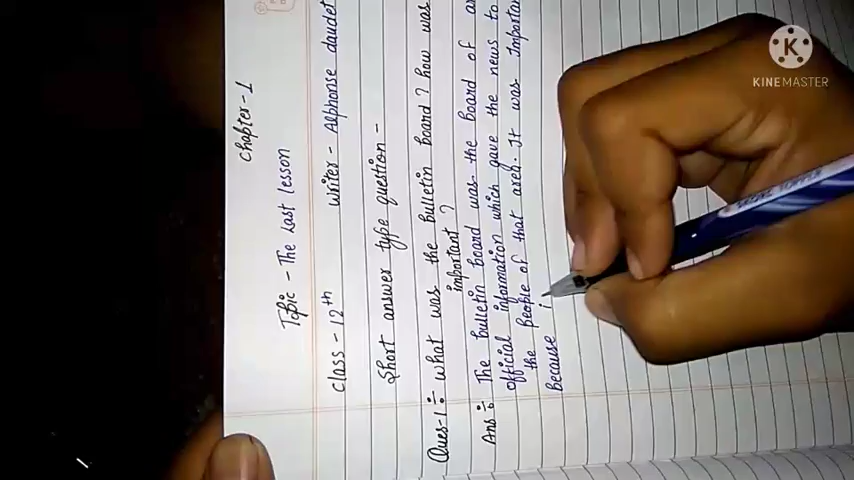 Chapter-1
Topic - The Last lesson
class - 12th writer - Alphonse daudet
Short answer type question -
Ques-1 ÷ what was the bulletin board? how was
important ?
Ans ÷ The bulletin board was the board of
official information which gave the news to
the people of that area. It was
because i
K
KINEMASTER